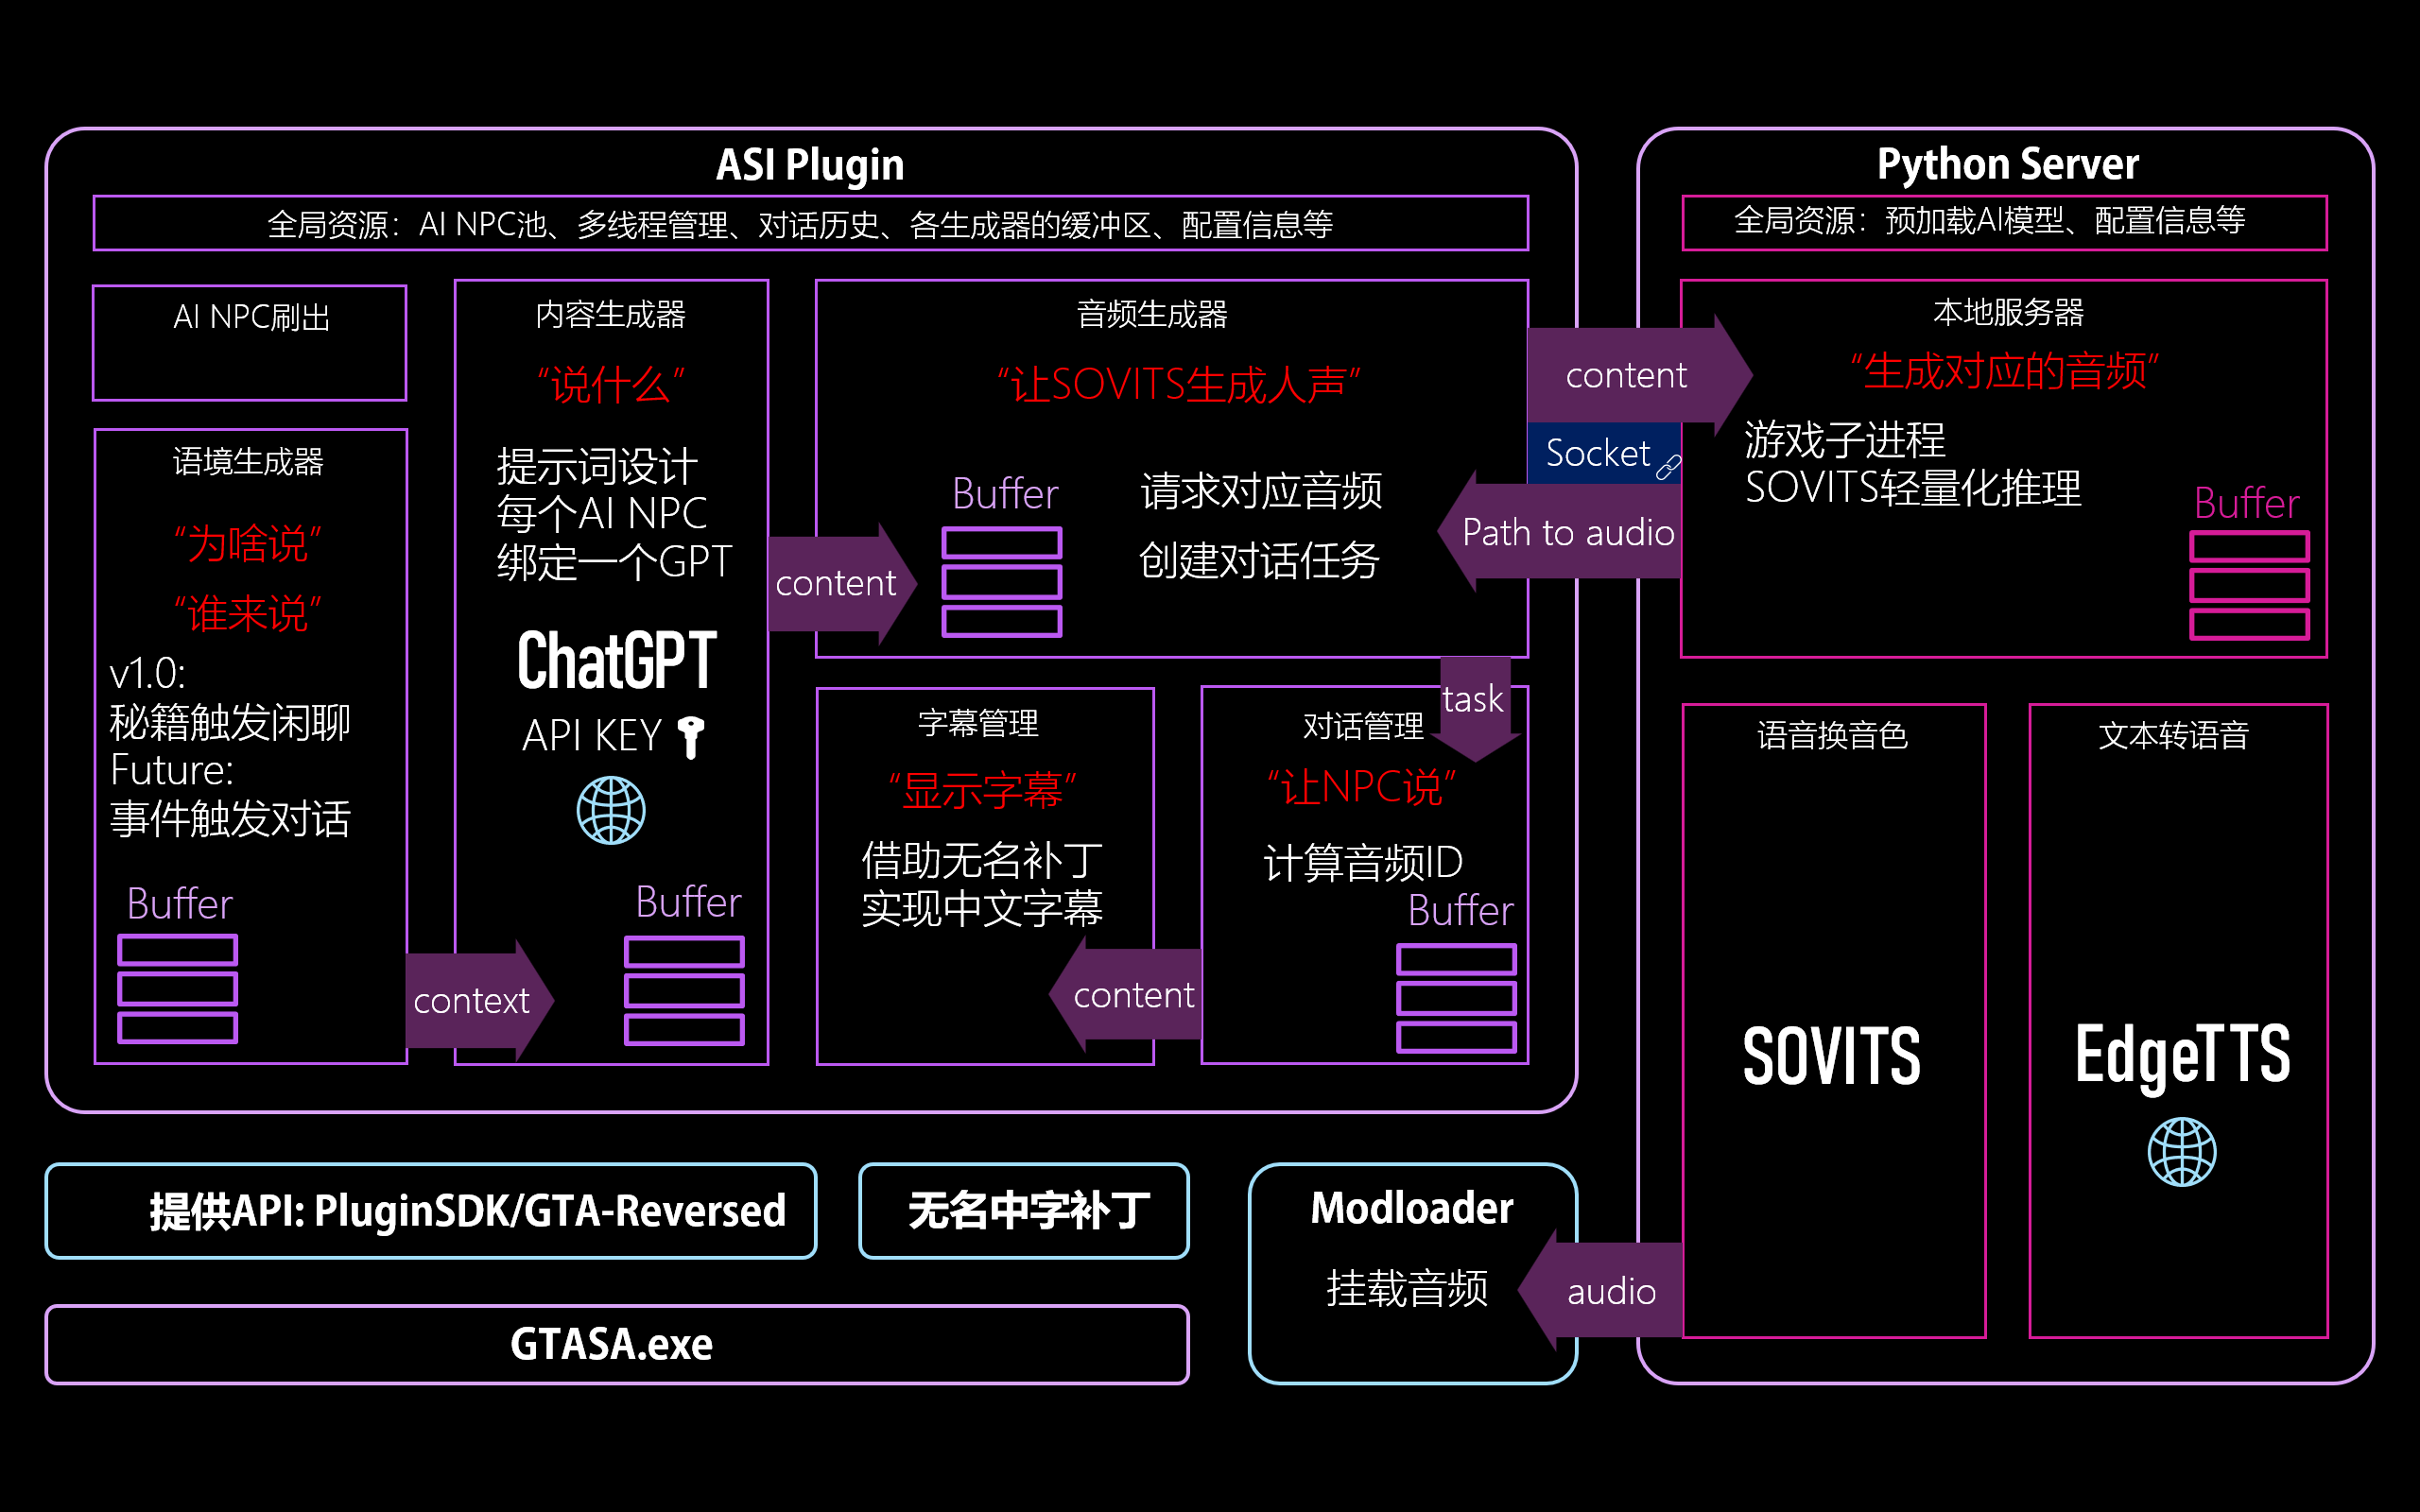 ASI Plugin
全局资源：AI NPC池、多线程管理、对话历史、各生成器的缓冲区、配置信息等
AI NPC刷出
语境生成器
“为啥说”
“谁来说”
v1.0:
秘籍触发闲聊
Future:
事件触发对话
Buffer
context
内容生成器
“说什么”
提示词设计
每个AI NPC
绑定一个GPT
ChatGPT
API KEY
Buffer
content
音频生成器
“让SOVITS生成人声”
Buffer
请求对应音频
创建对话任务
task
字幕管理
“显示字幕”
借助无名补丁
实现中文字幕
content
对话管理
“让NPC说”
计算音频ID
Buffer
content
Socket
Path to audio
Python Server
全局资源：预加载AI模型、配置信息等
本地服务器
“生成对应的音频”
游戏子进程
SOVITS轻量化推理
Buffer
语音换音色
SOVITS
文本转语音
EdgeTTS
提供API: PluginSDK/GTA-Reversed
无名中字补丁
Modloader
挂载音频
audio
GTASA.exe